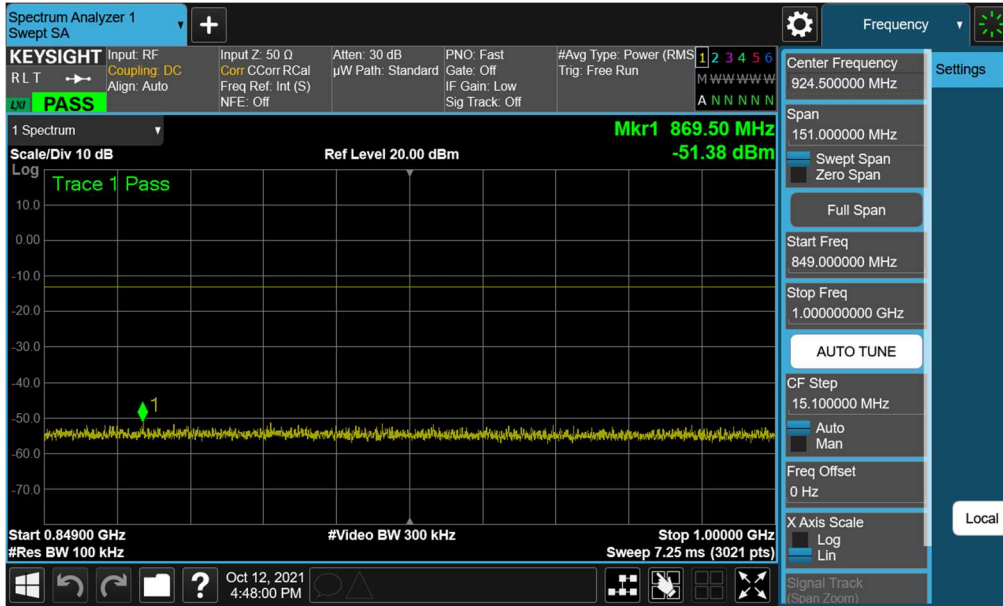 Spectrum Analyzer 1
Swept SA
+
Frequency
KEYSIGHT
R L T
LXI PASS
Input: RF
Coupling: DC
Align: Auto
Input Z: 50 Ω
Corr CCorr RCal
Freq Ref: Int (S)
NFE: Off
Atten: 30 dB
µW Path: Standard
PNO: Fast
Gate: Off
IF Gain: Low
Sig Track: Off
#Avg Type: Power (RMS
Trig: Free Run
1 2 3 4 5 6
M W W W W W
A N N N N N
1 Spectrum
Scale/Div 10 dB
Ref Level 20.00 dBm
Mkr1 869.50 MHz
-51.38 dBm
Log
Trace 1 Pass
10.0
0.00
-10.0
-20.0
-30.0
-40.0
-50.0
-60.0
-70.0
1
Start 0.84900 GHz
#Res BW 100 kHz
#Video BW 300 kHz
Stop 1.00000 GHz
Sweep 7.25 ms (3021 pts)
?
Oct 12, 2021
4:48:00 PM
Center Frequency
924.500000 MHz
Span
151.000000 MHz
Swept Span
Zero Span
Full Span
Start Freq
849.000000 MHz
Stop Freq
1.000000000 GHz
AUTO TUNE
CF Step
15.100000 MHz
Auto
Man
Freq Offset
0 Hz
X Axis Scale
Log
Lin
Signal Track
(Span Zoom)
Settings
Local